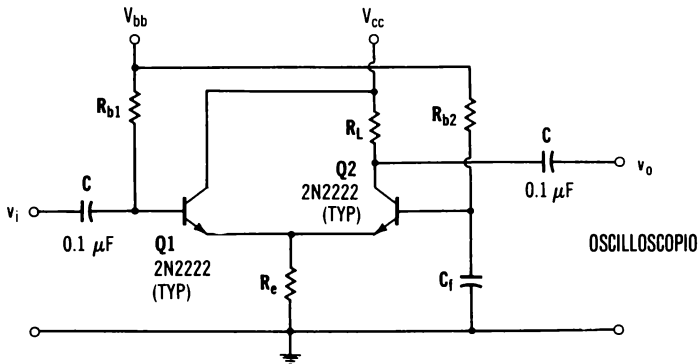 V_bb
V_cc
R_b1
R_L
R_b2
C
v_o
0.1 μF
Q2
2N2222
(TYP)
C
v_i
0.1 μF
Q1
2N2222
(TYP)
R_e
C_f
OSCILLOSCOPIO